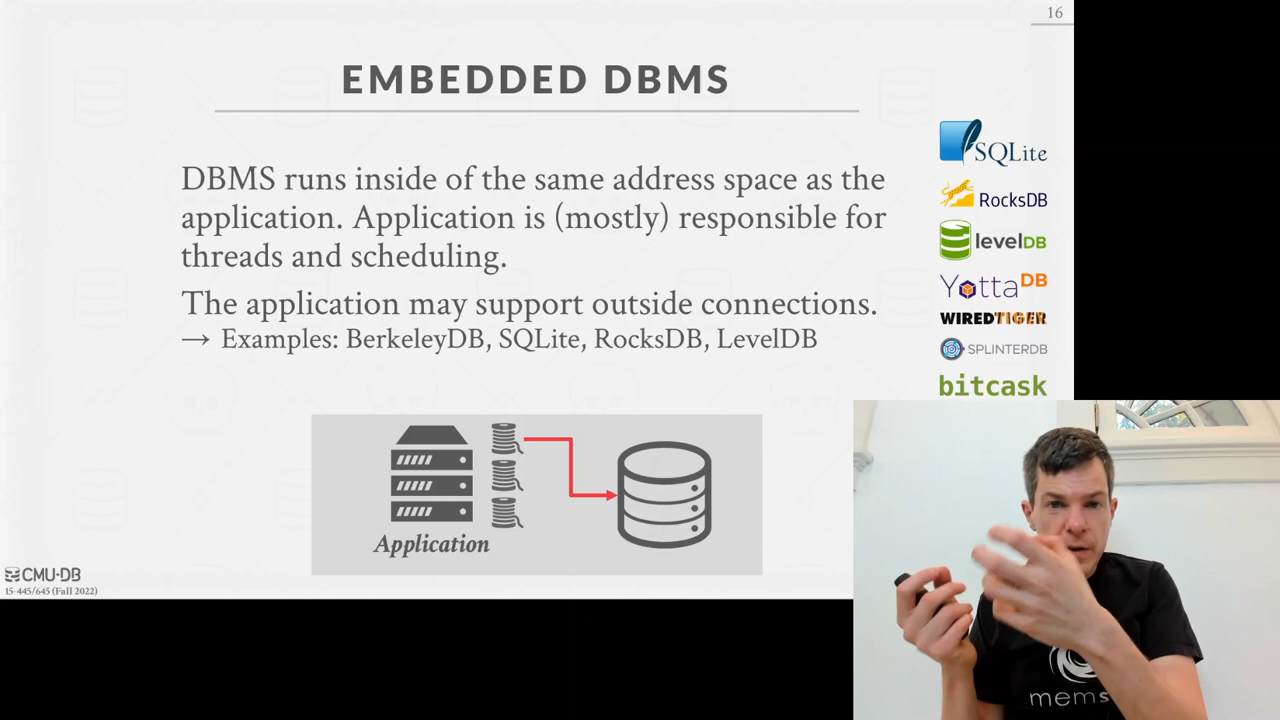 16
EMBEDDED DBMS
DBMS runs inside of the same address space as the
application. Application is (mostly) responsible for
threads and scheduling.
The application may support outside connections.
→ Examples: BerkeleyDB, SQLite, RocksDB, LevelDB
SQLite
RocksDB
levelDB
YottaDB
WIREDTIGER
SPLINTERDB
bitcask
Application
CMU·DB
15-445/645 (Fall 2022)
mems